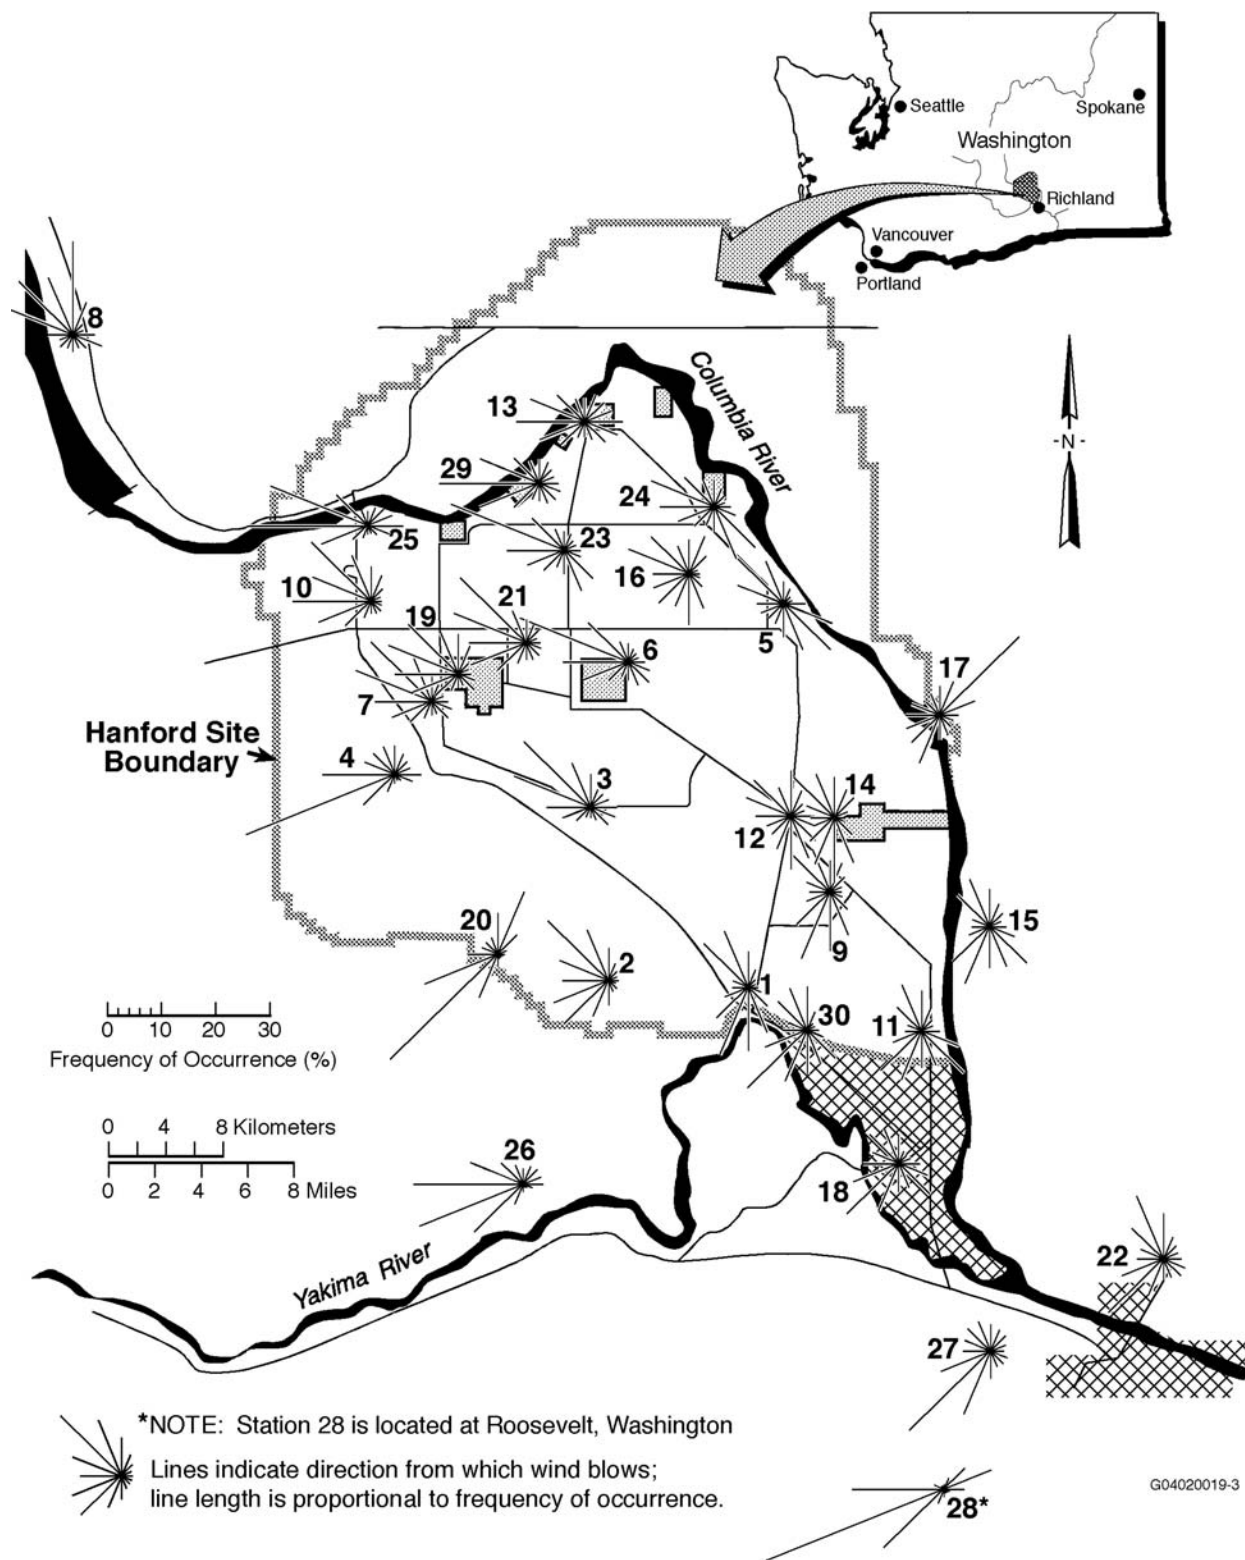 Seattle
Spokane
Washington
Richland
Vancouver
Portland
8
Columbia River
13
-N-
29
24
25
23
10
16
21
19
5
6
17
7
Hanford Site
Boundary
4
3
14
12
20
15
9
2
1
30
11
0 10 20 30
Frequency of Occurrence (%)
0 4 8 Kilometers
0 2 4 6 8 Miles
26
18
22
Yakima River
27
*NOTE: Station 28 is located at Roosevelt, Washington
Lines indicate direction from which wind blows;
line length is proportional to frequency of occurrence.
G04020019-3
28*